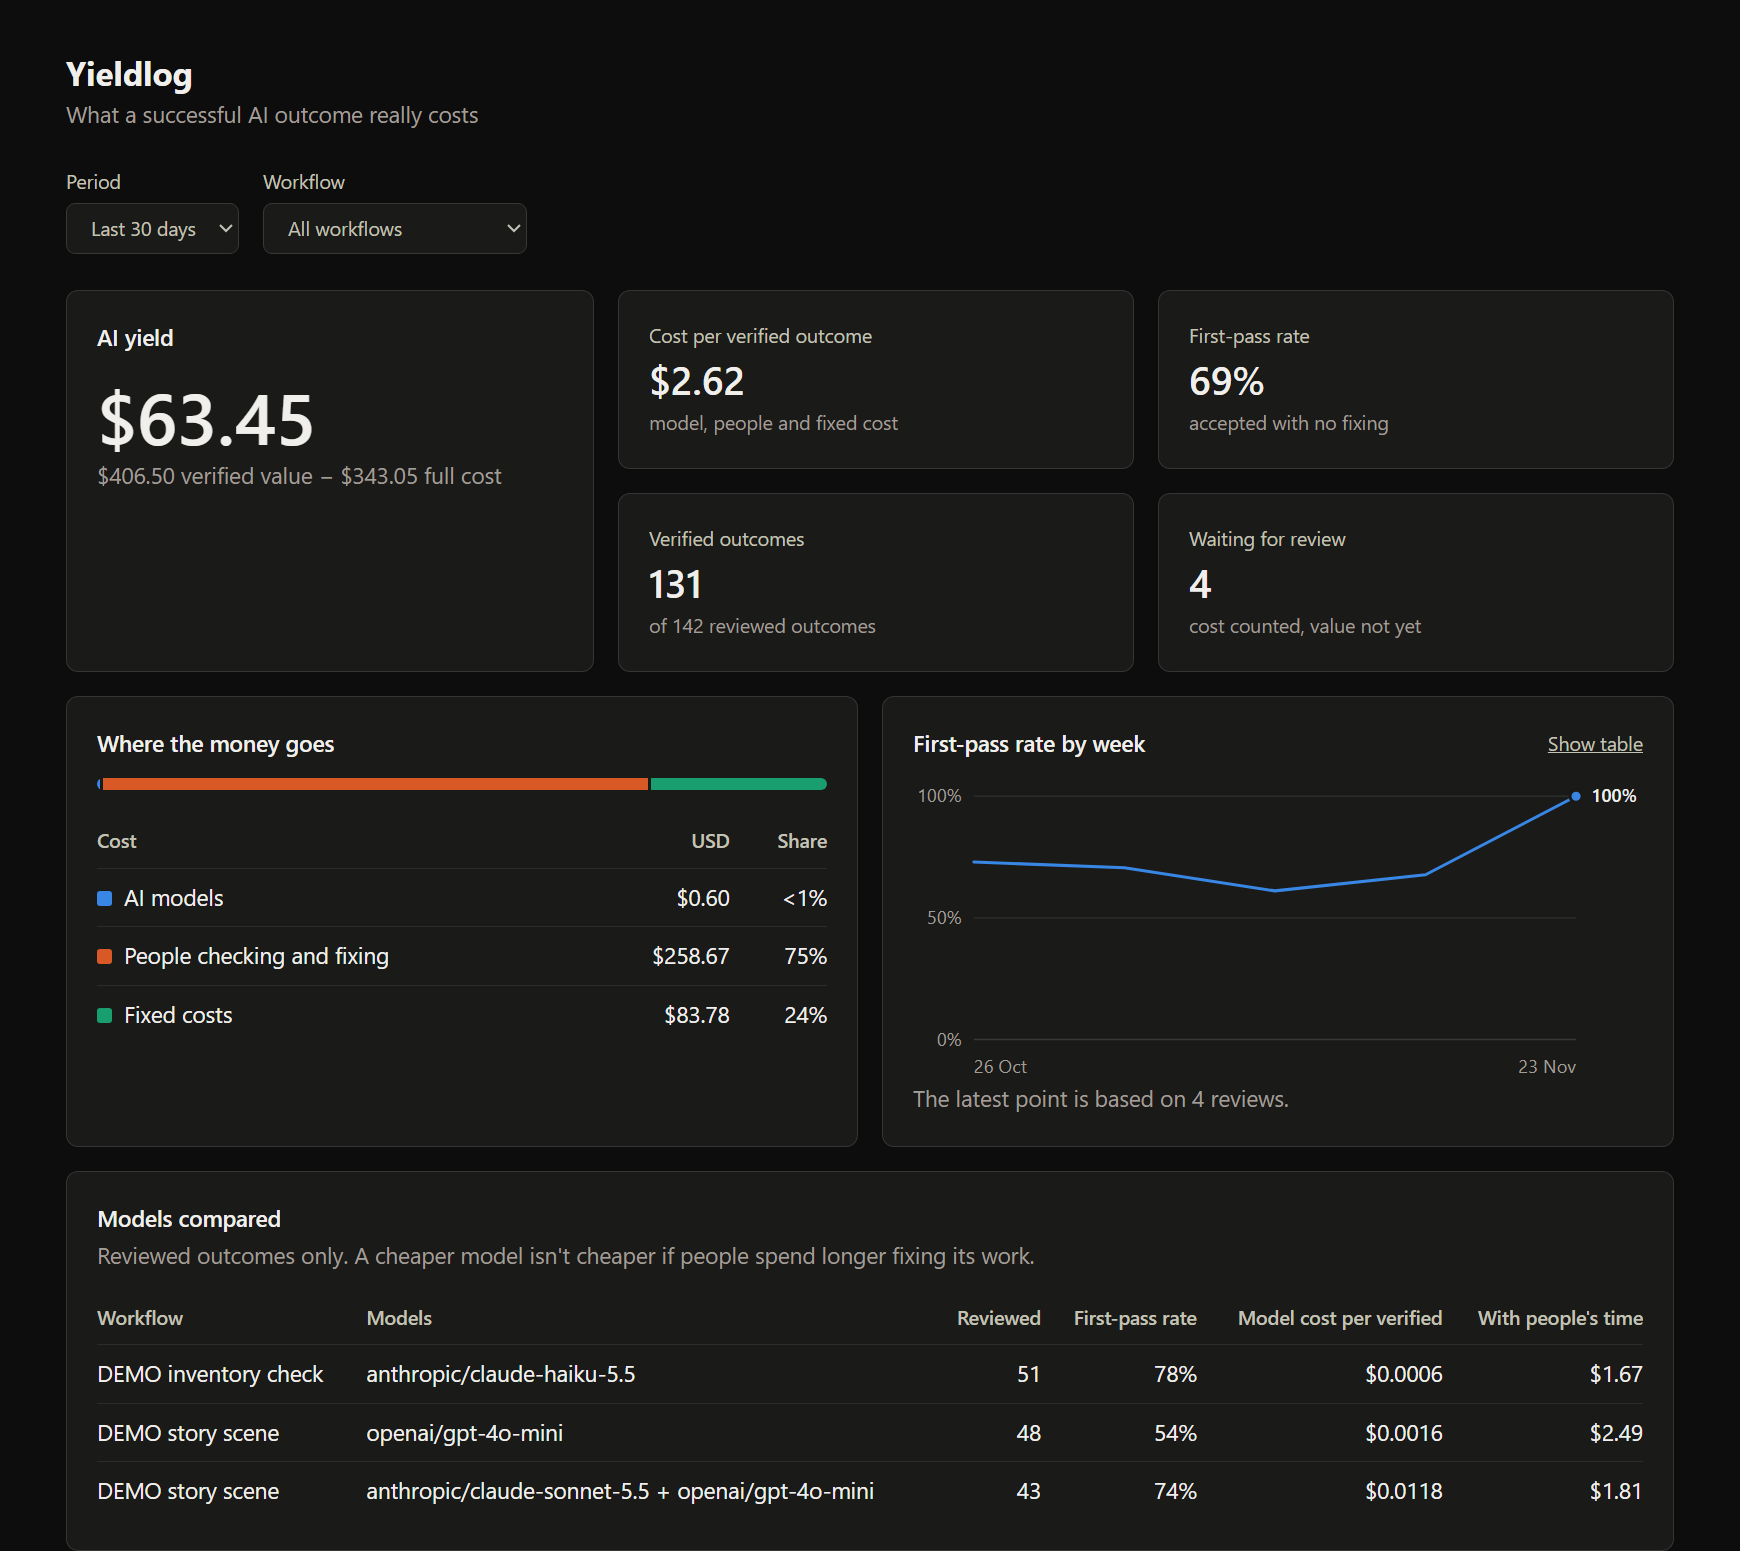 Yieldlog
What a successful AI outcome really costs
Period
Workflow
Last 30 days
All workflows
AI yield
$63.45
$406.50 verified value – $343.05 full cost
Cost per verified outcome
$2.62
model, people and fixed cost
First-pass rate
69%
accepted with no fixing
Verified outcomes
131
of 142 reviewed outcomes
Waiting for review
4
cost counted, value not yet
Where the money goes
Cost USD Share
AI models $0.60 <1%
People checking and fixing $258.67 75%
Fixed costs $83.78 24%
First-pass rate by week
Show table
100%
100%
50%
0%
26 Oct
23 Nov
The latest point is based on 4 reviews.
Models compared
Reviewed outcomes only. A cheaper model isn't cheaper if people spend longer fixing its work.
Workflow Models Reviewed First-pass rate Model cost per verified With people's time
DEMO inventory check anthropic/claude-haiku-5.5 51 78% $0.0006 $1.67
DEMO story scene openai/gpt-4o-mini 48 54% $0.0016 $2.49
DEMO story scene anthropic/claude-sonnet-5.5 + openai/gpt-4o-mini 43 74% $0.0118 $1.81